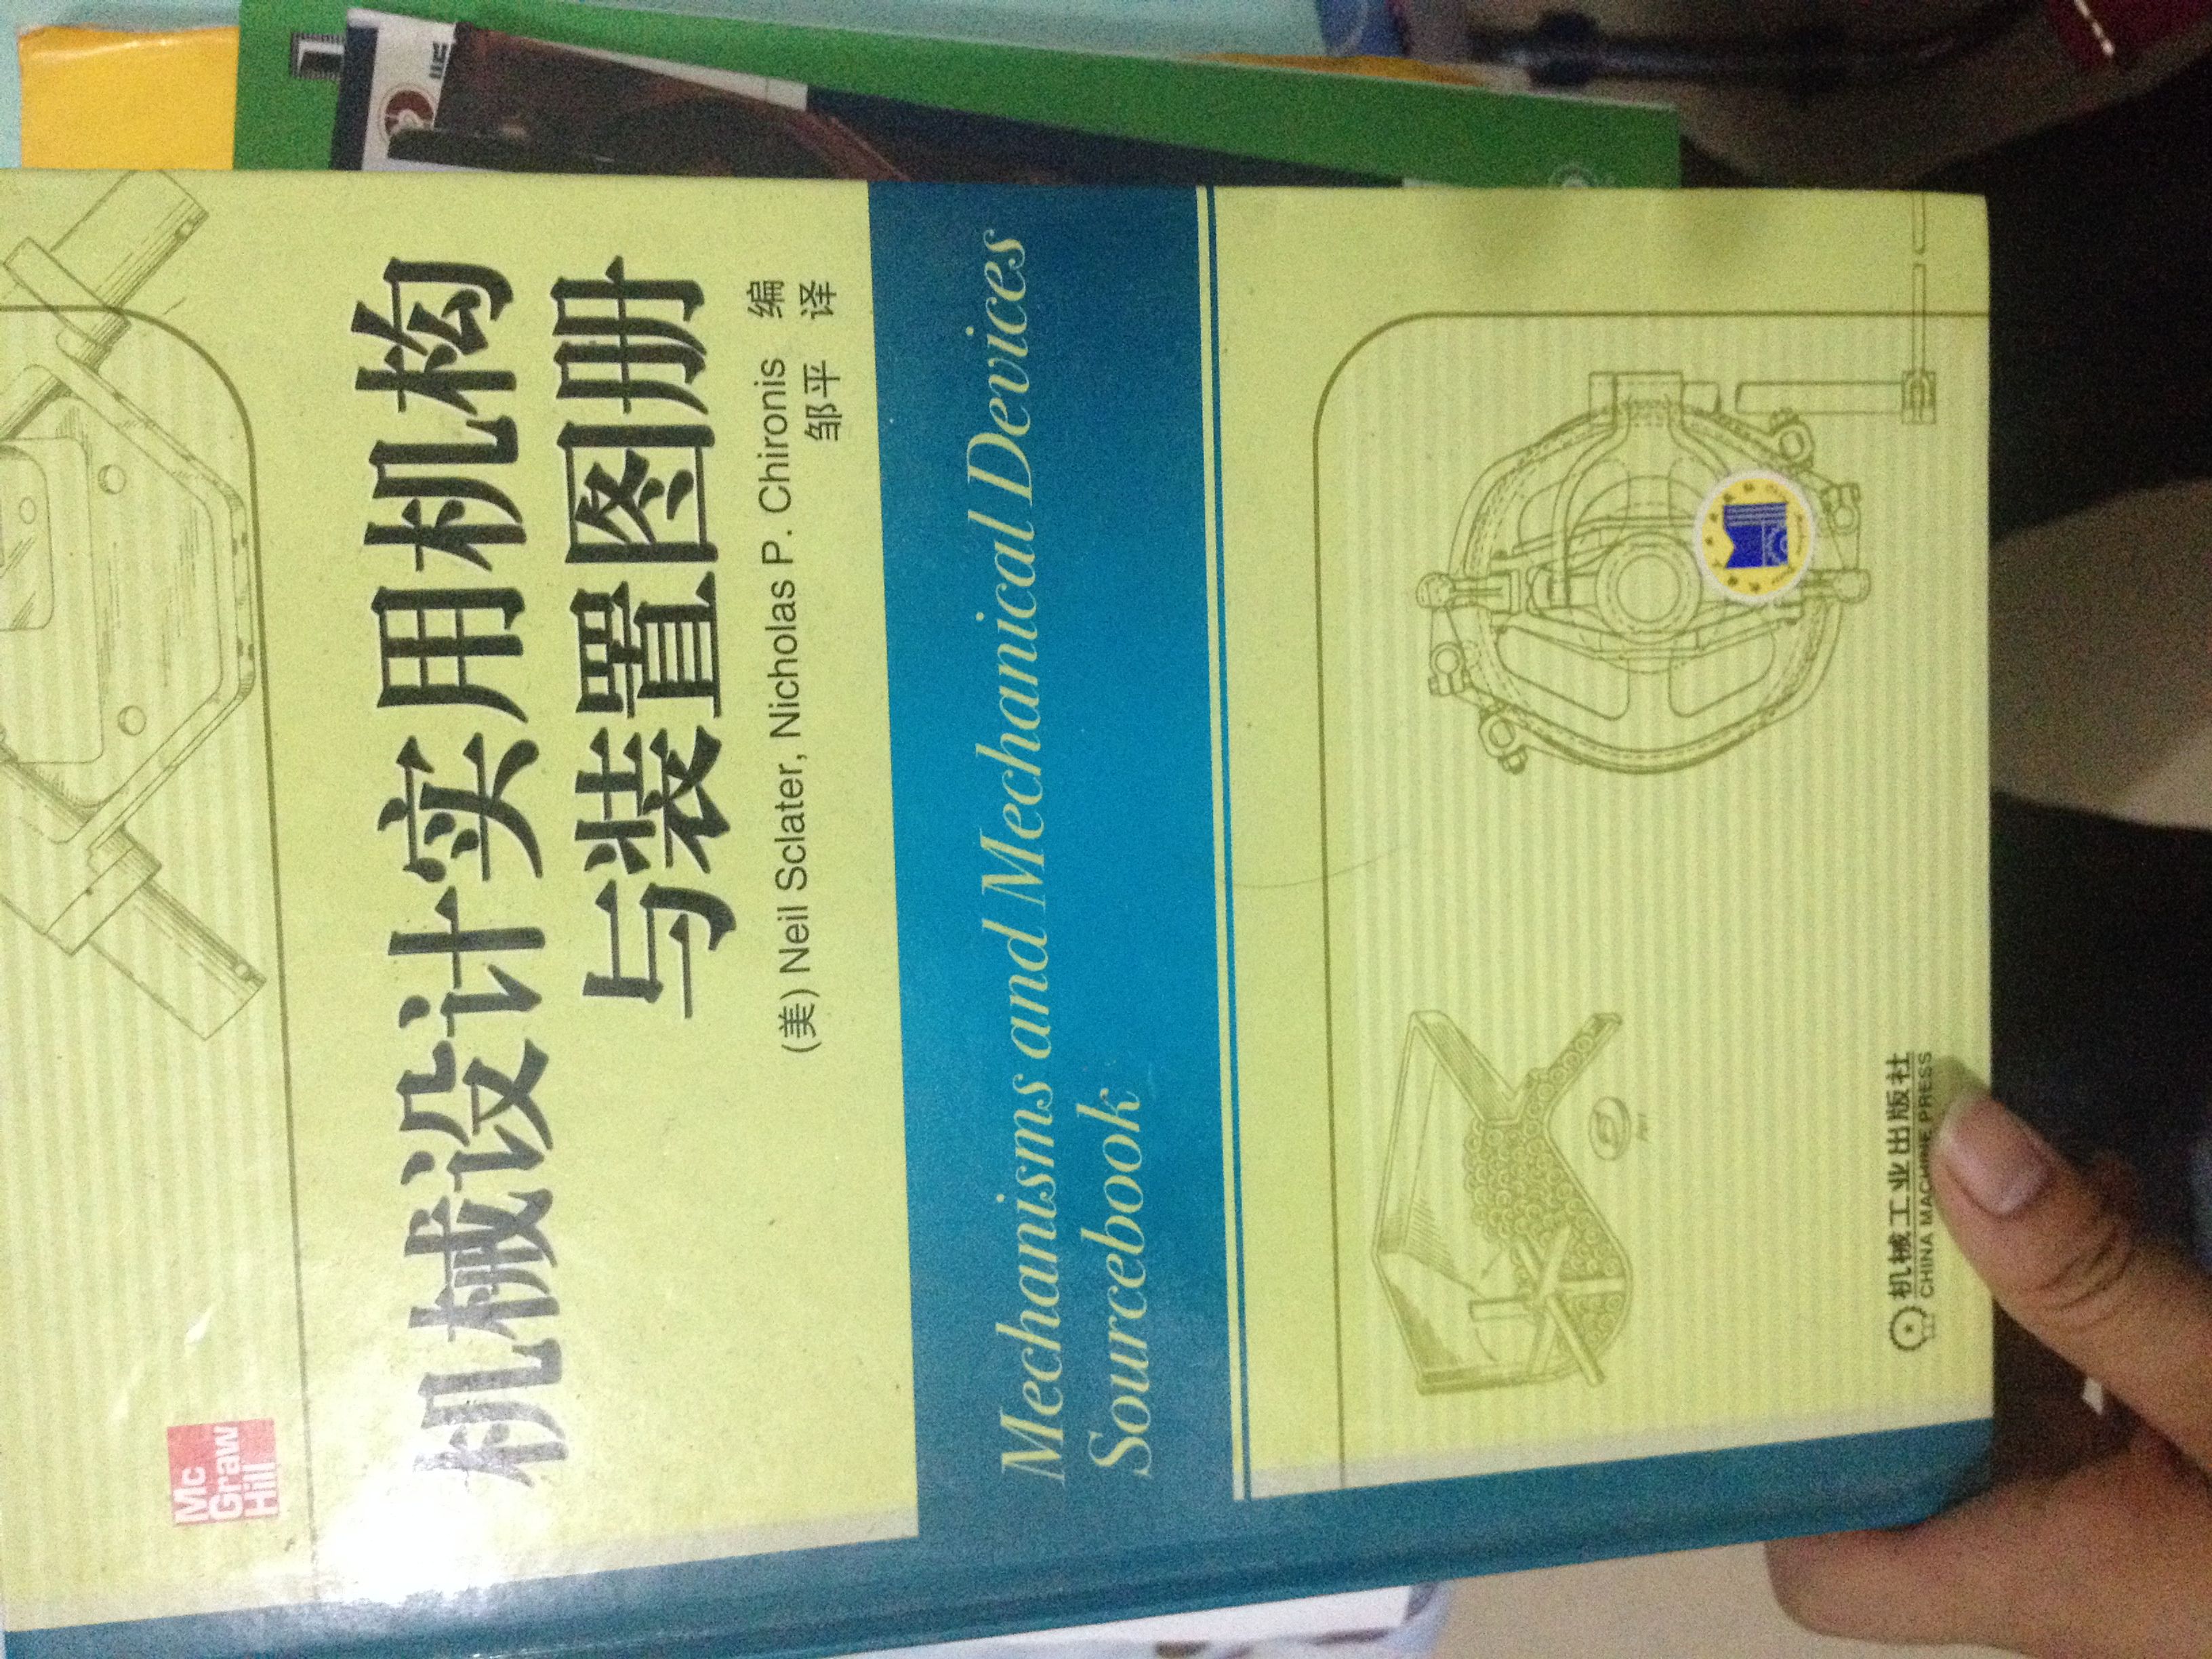 Mc
Graw
Hill
机械设计实用机构
与装置图册
(美) Neil Sclater, Nicholas P. Chironis 编
邹平 译
Mechanisms and Mechanical Devices
Sourcebook
机械工业出版社
CHINA MACHINE PRESS